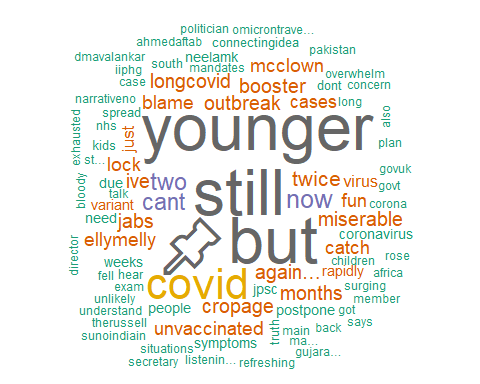 politician omicrontrave…
ahmedaftab connectingidea
dmavalankar neelamk pakistan
iiphg south mandates mcclown
case longcovid booster overwhelm
narrativeno dont concern
spread blame outbreak cases long
exhausted nhs just younger also
kids plan
st… lock
bloody due ive two still twice virus govuk
talk govt
variant cant now fun corona
need jabs but miserable
ellymelly coronavirus
director weeks catch rose
fell hear covid again… rapidly children africa
exam jpsc months surging
unlikely member
understand people cropage postpone got
therussell unvaccinated truth main back says
sunoindiain symptoms ma…
situations gujara…
secretary listenin… refreshing